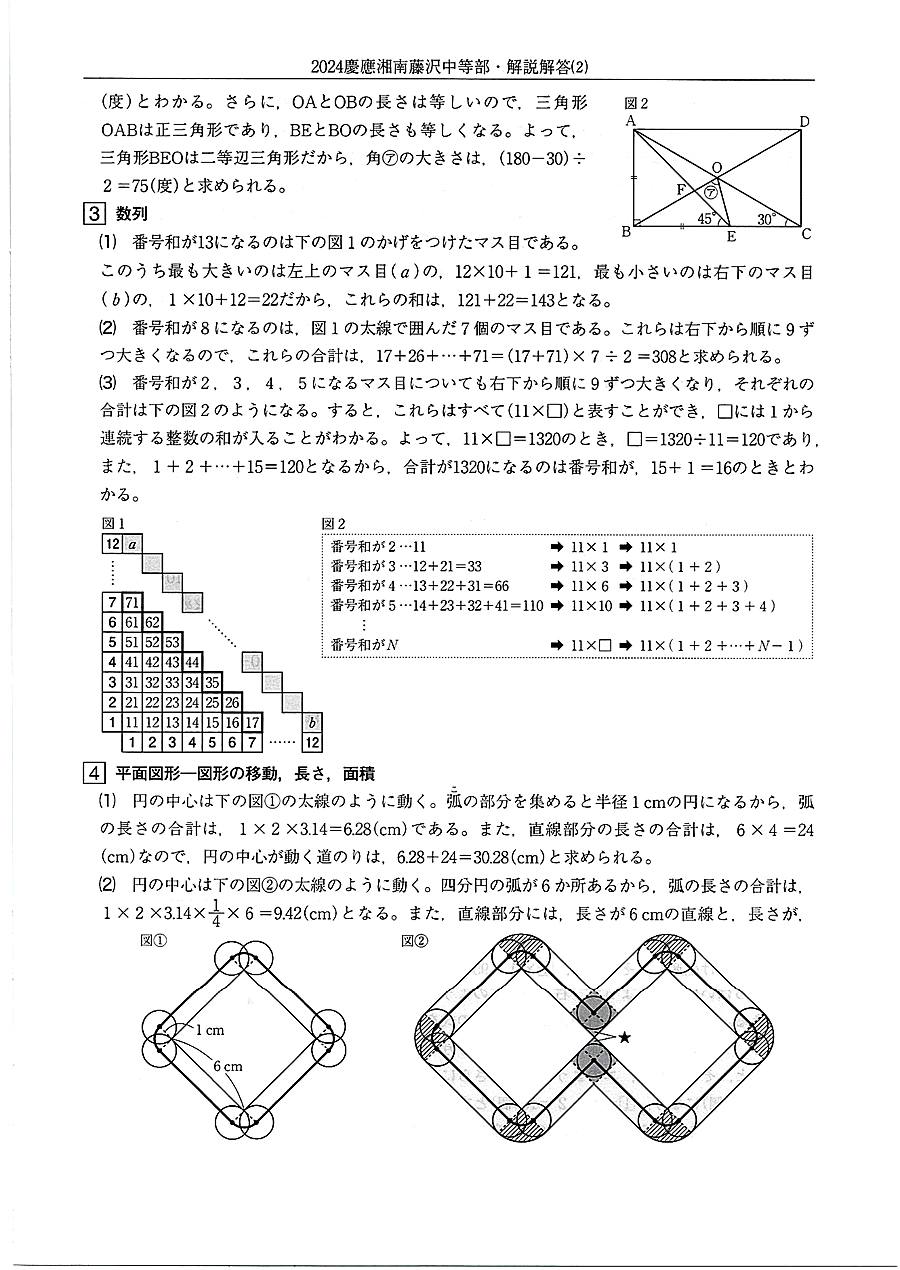 2024慶應湘南藤沢中等部・解説解答(2)
(度)とわかる。さらに，OAとOBの長さは等しいので，三角形
OABは正三角形であり，BEとBOの長さも等しくなる。よって，
三角形BEOは二等辺三角形だから，角㋐の大きさは，(180－30)÷
2＝75(度)と求められる。
図2
A
D
O
F
㋐
45°
30°
B
E
C
3 数列
(1) 番号和が13になるのは下の図1のかげをつけたマス目である。
このうち最も大きいのは左上のマス目(a)の，12×10＋1＝121，最も小さいのは右下のマス目
(b)の，1×10＋12＝22だから，これらの和は，121＋22＝143となる。
(2) 番号和が8になるのは，図1の太線で囲んだ7個のマス目である。これらは右下から順に9ず
つ大きくなるので，これらの合計は，17＋26＋…＋71＝(17＋71)×7÷2＝308と求められる。
(3) 番号和が2，3，4，5になるマス目についても右下から順に9ずつ大きくなり，それぞれの
合計は下の図2のようになる。すると，これらはすべて(11×□)と表すことができ，□には1から
連続する整数の和が入ることがわかる。よって，11×□＝1320のとき，□＝1320÷11＝120であり，
また，1＋2＋…＋15＝120となるから，合計が1320になるのは番号和が，15＋1＝16のときとわ
かる。
図1
12 a
⋮
7 71
6 61 62
5 51 52 53
4 41 42 43 44
3 31 32 33 34 35
2 21 22 23 24 25 26
1 11 12 13 14 15 16 17 b
1 2 3 4 5 6 7 …… 12
図2
番号和が2…11 ➡ 11×1 ➡ 11×1
番号和が3…12＋21＝33 ➡ 11×3 ➡ 11×(1＋2)
番号和が4…13＋22＋31＝66 ➡ 11×6 ➡ 11×(1＋2＋3)
番号和が5…14＋23＋32＋41＝110 ➡ 11×10 ➡ 11×(1＋2＋3＋4)
⋮
番号和がN ➡ 11×□ ➡ 11×(1＋2＋…＋N－1)
4 平面図形―図形の移動，長さ，面積
(1) 円の中心は下の図①の太線のように動く。弧の部分を集めると半径1cmの円になるから，弧
の長さの合計は，1×2×3.14＝6.28(cm)である。また，直線部分の長さの合計は，6×4＝24
(cm)なので，円の中心が動く道のりは，6.28＋24＝30.28(cm)と求められる。
(2) 円の中心は下の図②の太線のように動く。四分円の弧が6か所あるから，弧の長さの合計は，
1×2×3.14×1/4×6＝9.42(cm)となる。また，直線部分には，長さが6cmの直線と，長さが，
図①
1cm
6cm
図②
★